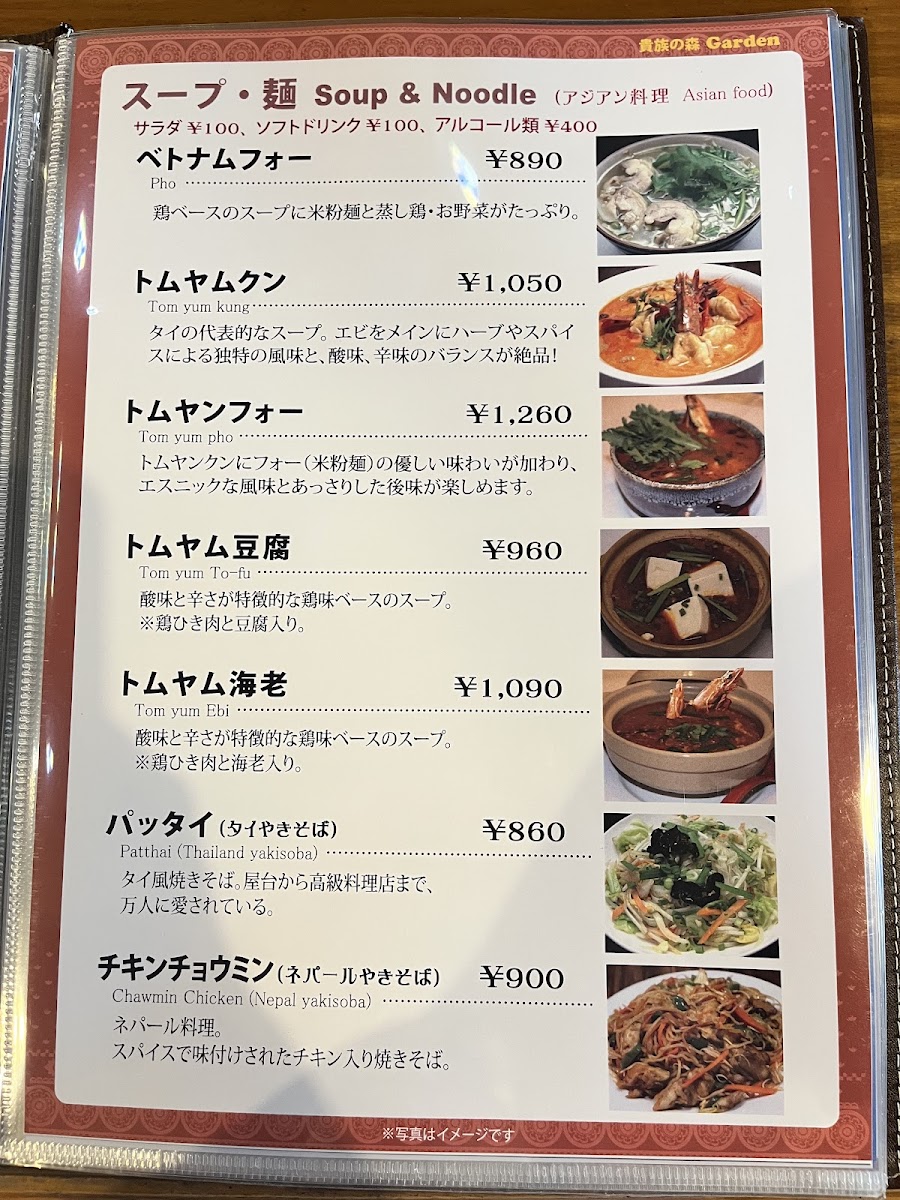 貴族の森 Garden
スープ・麺 Soup & Noodle (アジアン料理 Asian food)
サラダ ¥100、ソフトドリンク ¥100、アルコール類 ¥400
ベトナムフォー ¥890
Pho
鶏ベースのスープに米粉麺と蒸し鶏・お野菜がたっぷり。
トムヤムクン ¥1,050
Tom yum kung
タイの代表的なスープ。エビをメインにハーブやスパイ
スによる独特の風味と、酸味、辛味のバランスが絶品！
トムヤンフォー ¥1,260
Tom yum pho
トムヤンクンにフォー（米粉麺）の優しい味わいが加わり、
エスニックな風味とあっさりした後味が楽しめます。
トムヤム豆腐 ¥960
Tom yum To-fu
酸味と辛さが特徴的な鶏味ベースのスープ。
※鶏ひき肉と豆腐入り。
トムヤム海老 ¥1,090
Tom yum Ebi
酸味と辛さが特徴的な鶏味ベースのスープ。
※鶏ひき肉と海老入り。
パッタイ（タイやきそば） ¥860
Patthai (Thailand yakisoba)
タイ風焼きそば。屋台から高級料理店まで、
万人に愛されている。
チキンチョウミン（ネパールやきそば） ¥900
Chawmin Chicken (Nepal yakisoba)
ネパール料理。
スパイスで味付けされたチキン入り焼きそば。
※写真はイメージです